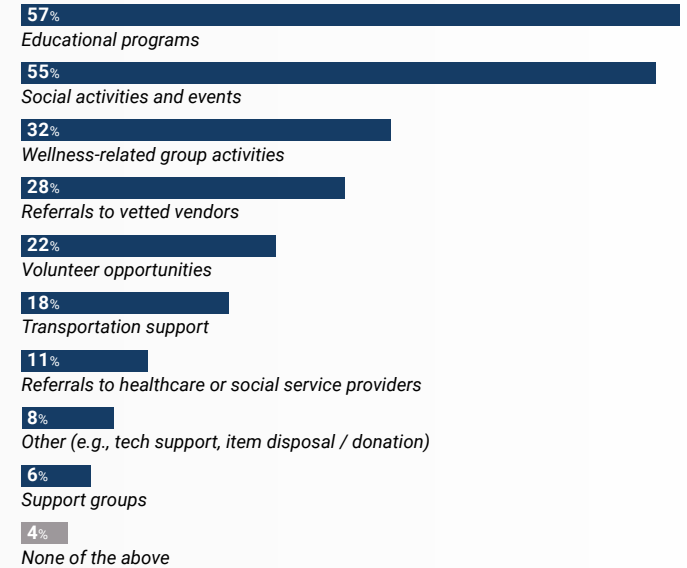 57%
Educational programs
55%
Social activities and events
32%
Wellness-related group activities
28%
Referrals to vetted vendors
22%
Volunteer opportunities
18%
Transportation support
11%
Referrals to healthcare or social service providers
8%
Other (e.g., tech support, item disposal / donation)
6%
Support groups
4%
None of the above